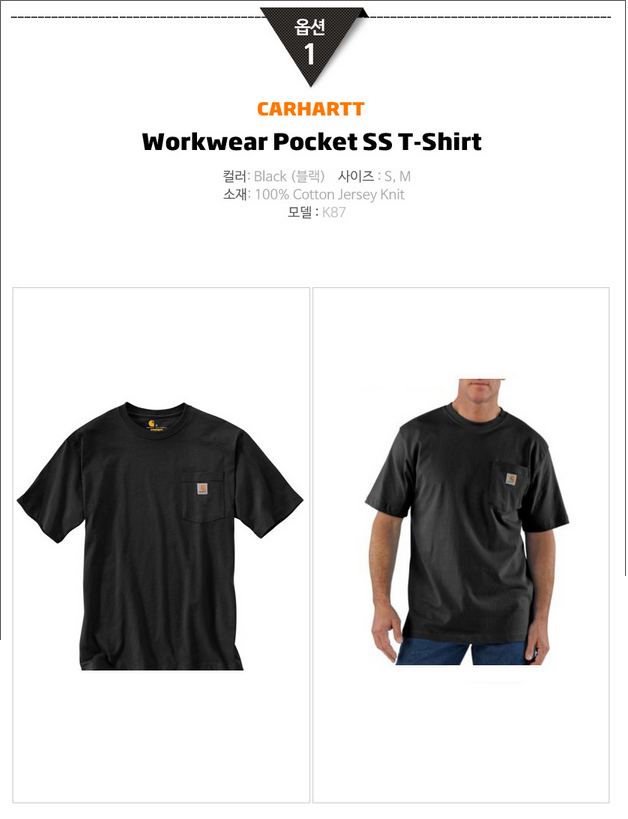 옵션
1
CARHARTT
Workwear Pocket SS T-Shirt
컬러: Black (블랙) 사이즈 : S, M
소재: 100% Cotton Jersey Knit
모델 : K87